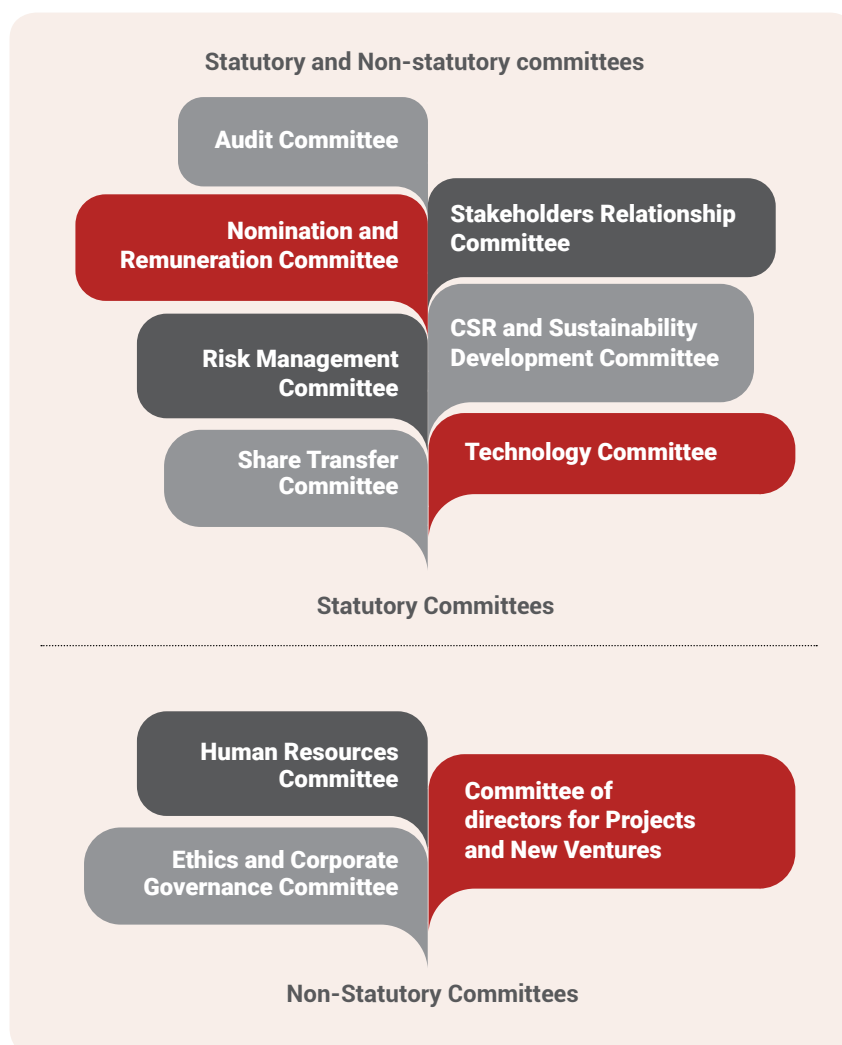 Statutory and Non-statutory committees
Audit Committee
Nomination and
Remuneration Committee
Stakeholders Relationship
Committee
Risk Management
Committee
CSR and Sustainability
Development Committee
Share Transfer
Committee
Technology Committee
Statutory Committees
Human Resources
Committee
Committee of
directors for Projects
and New Ventures
Ethics and Corporate
Governance Committee
Non-Statutory Committees